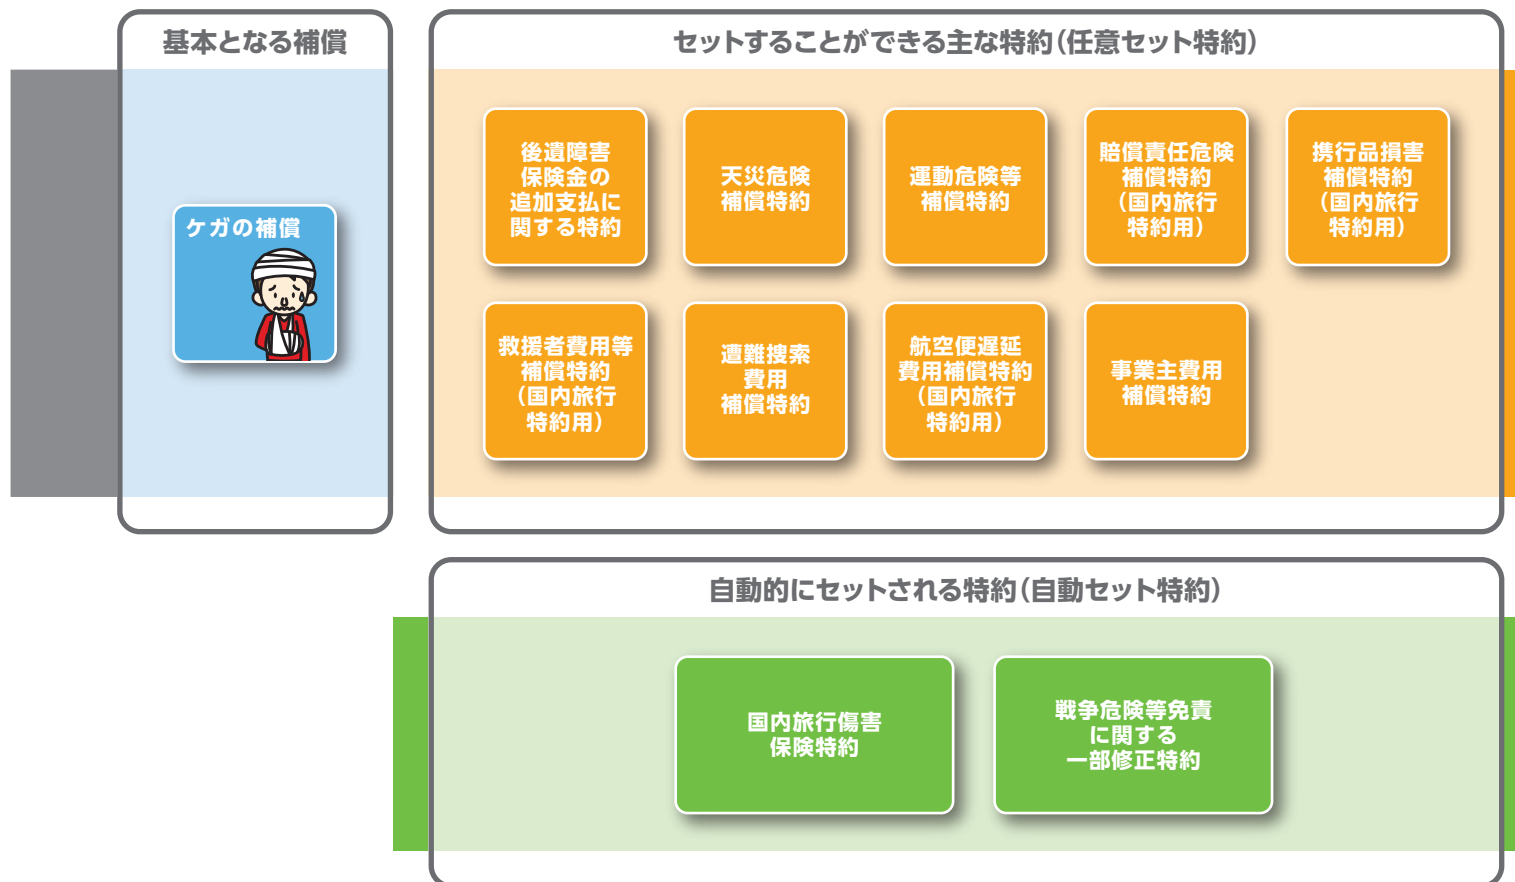 基本となる補償
ケガの補償
セットすることができる主な特約（任意セット特約）
後遺障害
保険金の
追加支払に
関する特約
天災危険
補償特約
運動危険等
補償特約
賠償責任危険
補償特約
（国内旅行
特約用）
携行品損害
補償特約
（国内旅行
特約用）
救援者費用等
補償特約
（国内旅行
特約用）
遭難捜索
費用
補償特約
航空便遅延
費用補償特約
（国内旅行
特約用）
事業主費用
補償特約
自動的にセットされる特約（自動セット特約）
国内旅行傷害
保険特約
戦争危険等免責
に関する
一部修正特約